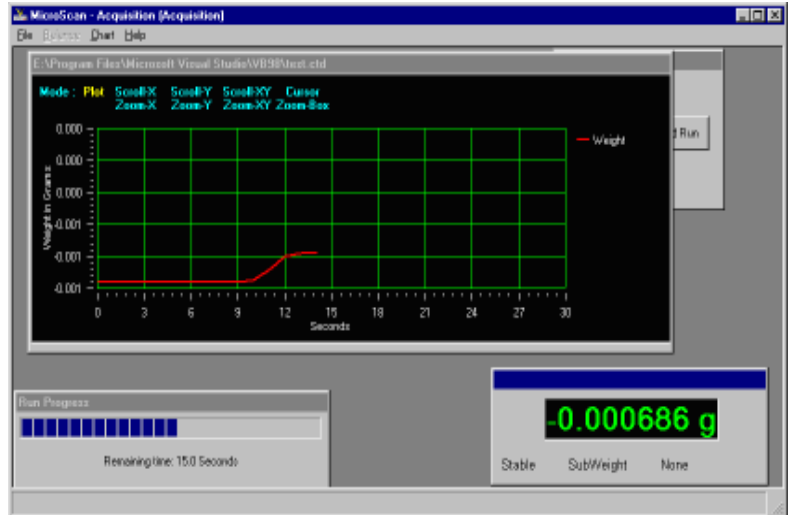 MicroScan - Acquisition (Acquisition)
File Balance Chart Help
E:\Program Files\Microsoft Visual Studio\VB98\test.ctd
Mode : Plot Scroll-X Scroll-Y Scroll-XY Cursor
Zoom-X Zoom-Y Zoom-XY Zoom-Box
d Run
Weight
Weight in Grams
0.000
0.000
0.000
-0.001
-0.001
-0.001
0 3 6 9 12 15 18 21 24 27 30
Seconds
Run Progress
Remaining time: 15.0 Seconds
-0.000686 g
Stable SubWeight None